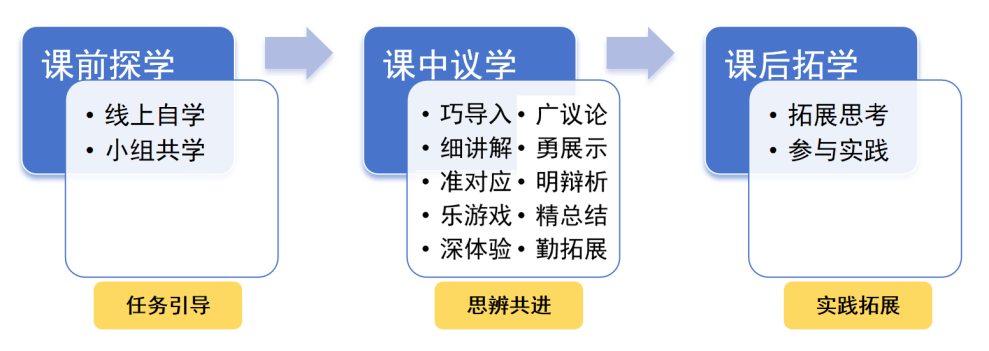 课前探学
• 线上自学
• 小组共学
任务引导
课中议学
• 巧导入 • 广议论
• 细讲解 • 勇展示
• 准对应 • 明辩析
• 乐游戏 • 精总结
• 深体验 • 勤拓展
思辨共进
课后拓学
• 拓展思考
• 参与实践
实践拓展